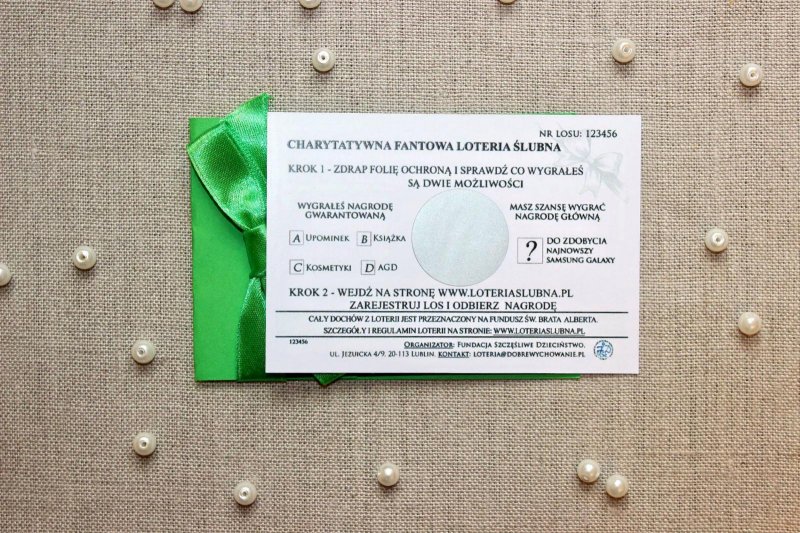 NR LOSU: 123456
CHARYTATYWNA FANTOWA LOTERIA ŚLUBNA
KROK 1 - ZDRAP FOLIĘ OCHRONĄ I SPRAWDŹ CO WYGRAŁEŚ
SĄ DWIE MOŻLIWOŚCI
WYGRAŁEŚ NAGRODĘ
GWARANTOWANĄ
A UPOMINEK B KSIĄŻKA
C KOSMETYKI D AGD
MASZ SZANSĘ WYGRAĆ
NAGRODĘ GŁÓWNĄ
?
DO ZDOBYCIA
NAJNOWSZY
SAMSUNG GALAXY
KROK 2 - WEJDŹ NA STRONĘ WWW.LOTERIASLUBNA.PL
ZAREJESTRUJ LOS I ODBIERZ NAGRODĘ
CAŁY DOCHÓD Z LOTERII JEST PRZEZNACZONY NA FUNDUSZ ŚW. BRATA ALBERTA.
SZCZEGÓŁY I REGULAMIN LOTERII NA STRONIE: WWW.LOTERIASLUBNA.PL
123456
ORGANIZATOR: FUNDACJA SZCZĘŚLIWE DZIECIŃSTWO,
UL. JEZUICKA 4/9, 20-113 LUBLIN. KONTAKT: LOTERIA@DOBREWYCHOWANIE.PL